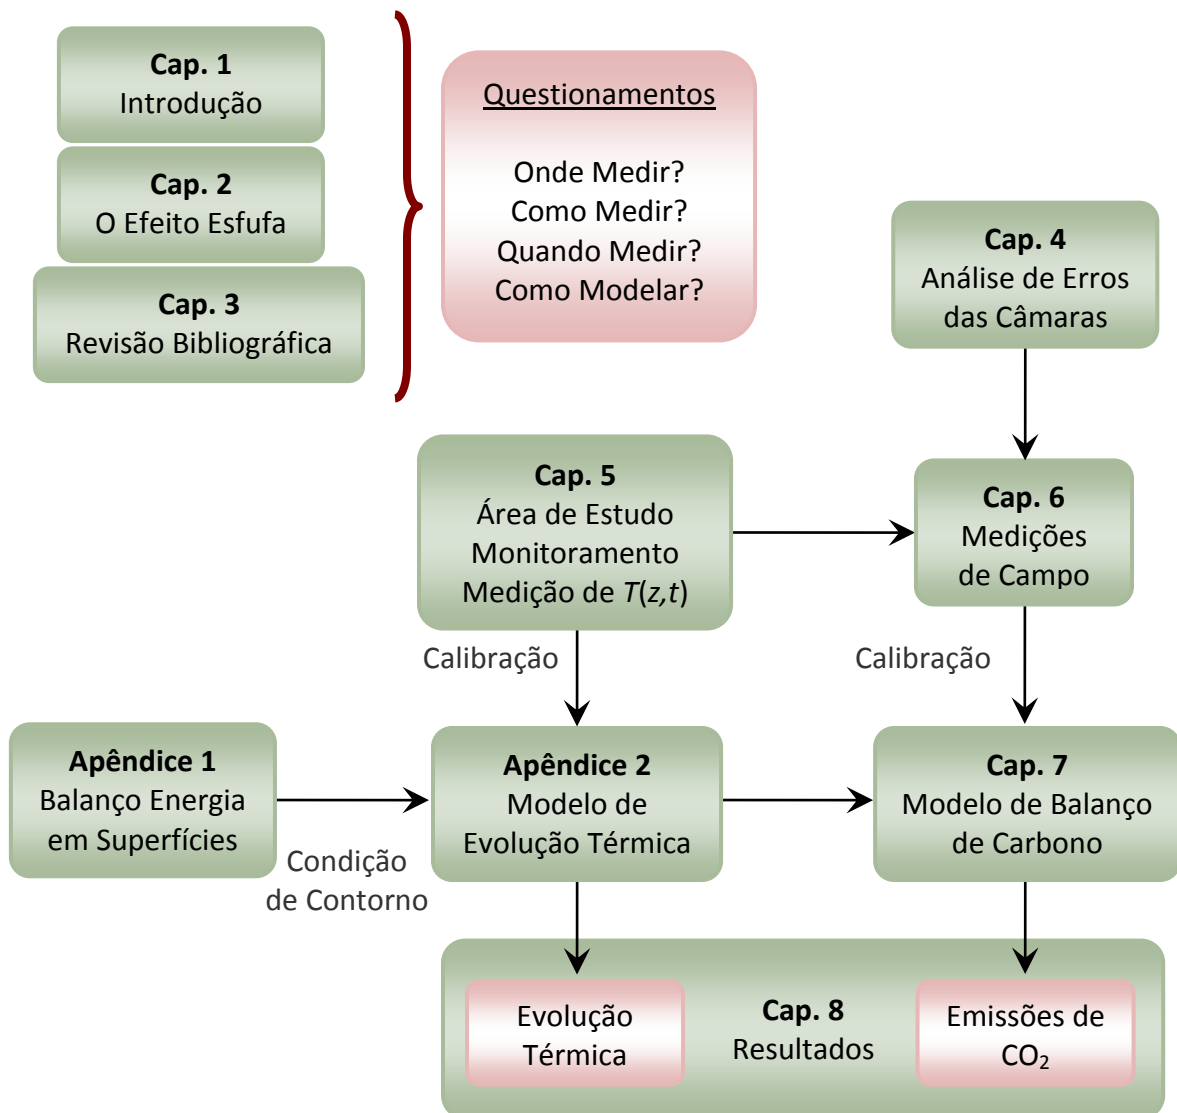 Cap. 1
Introdução
Cap. 2
O Efeito Esfufa
Cap. 3
Revisão Bibliográfica
Questionamentos
Onde Medir?
Como Medir?
Quando Medir?
Como Modelar?
Cap. 4
Análise de Erros
das Câmaras
Cap. 5
Área de Estudo
Monitoramento
Medição de T(z,t)
Cap. 6
Medições
de Campo
Calibração
Calibração
Apêndice 1
Balanço Energia
em Superfícies
Condição
de Contorno
Apêndice 2
Modelo de
Evolução Térmica
Cap. 7
Modelo de Balanço
de Carbono
Evolução
Térmica
Cap. 8
Resultados
Emissões de
CO₂